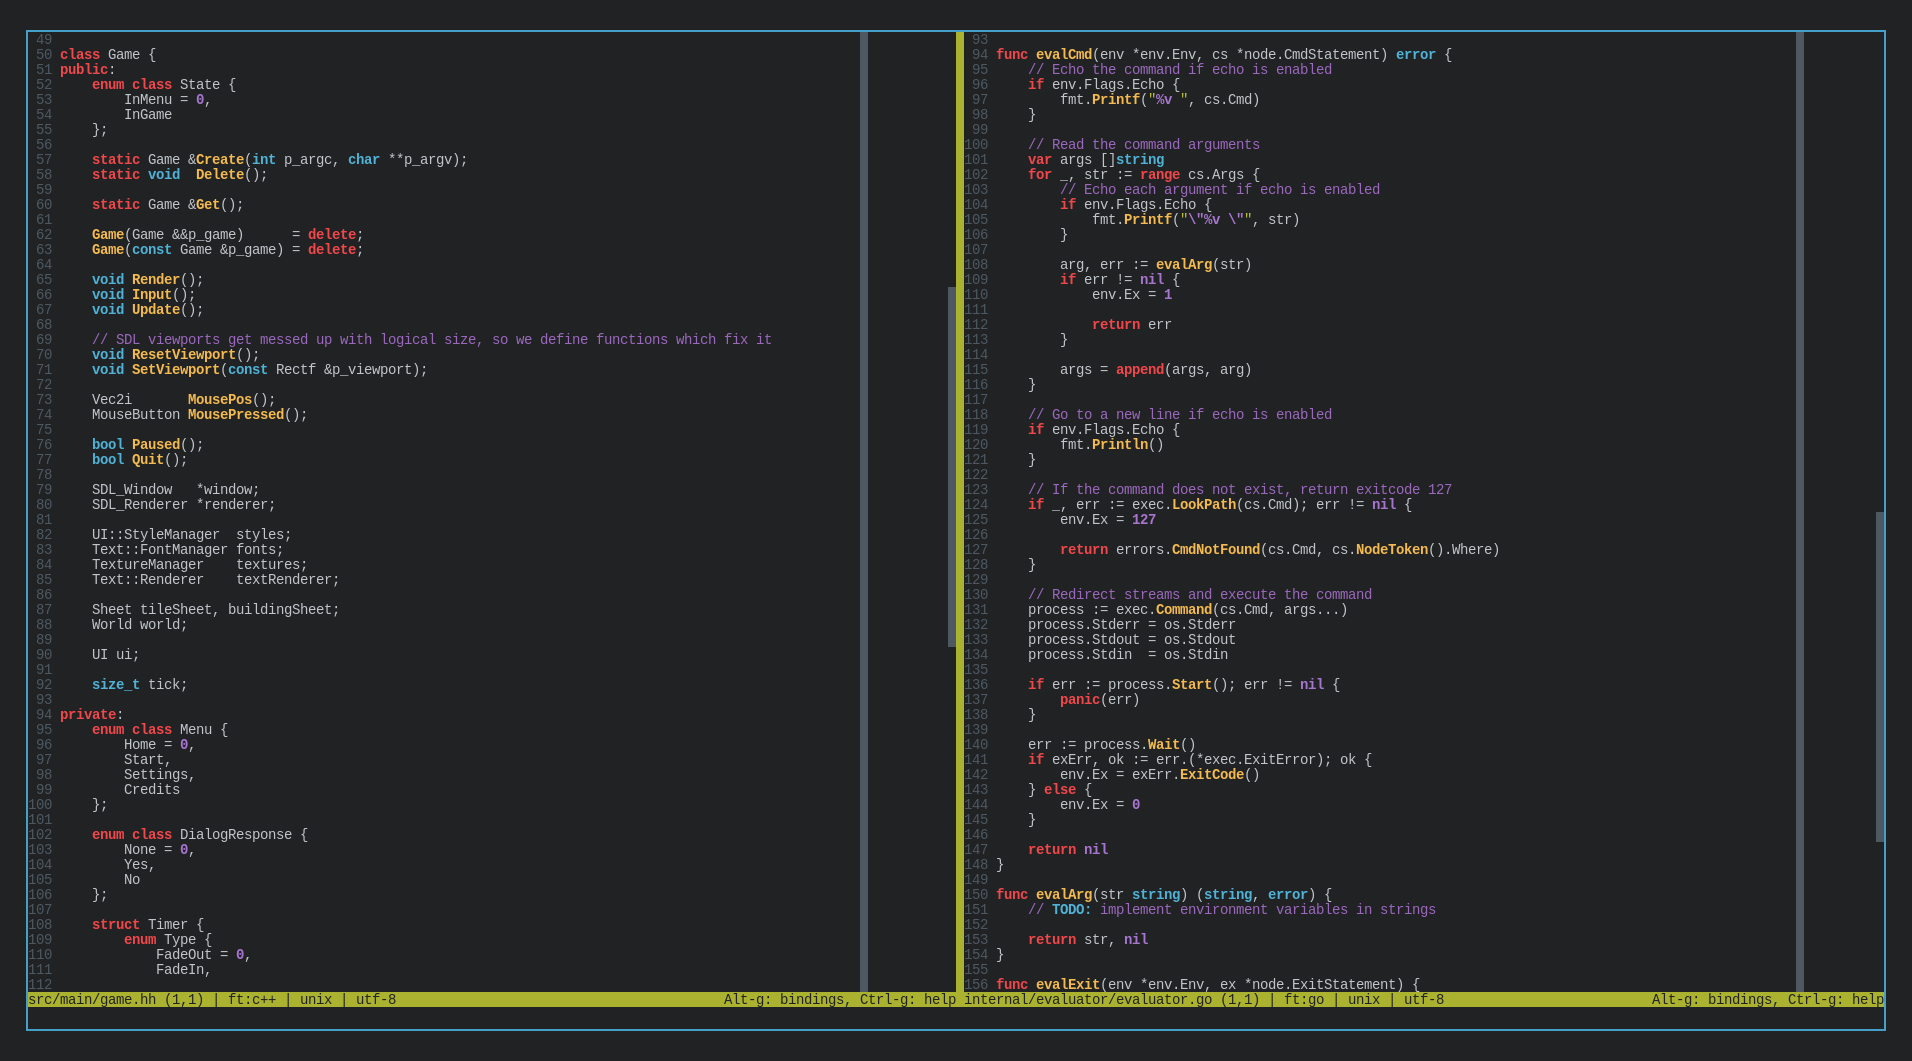 49
50 class Game {
51 public:
52     enum class State {
53         InMenu = 0,
54         InGame
55     };
56
57     static Game &Create(int p_argc, char **p_argv);
58     static void  Delete();
59
60     static Game &Get();
61
62     Game(Game &&p_game)      = delete;
63     Game(const Game &p_game) = delete;
64
65     void Render();
66     void Input();
67     void Update();
68
69     // SDL viewports get messed up with logical size, so we define functions which fix it
70     void ResetViewport();
71     void SetViewport(const Rectf &p_viewport);
72
73     Vec2i       MousePos();
74     MouseButton MousePressed();
75
76     bool Paused();
77     bool Quit();
78
79     SDL_Window   *window;
80     SDL_Renderer *renderer;
81
82     UI::StyleManager  styles;
83     Text::FontManager fonts;
84     TextureManager    textures;
85     Text::Renderer    textRenderer;
86
87     Sheet tileSheet, buildingSheet;
88     World world;
89
90     UI ui;
91
92     size_t tick;
93
94 private:
95     enum class Menu {
96         Home = 0,
97         Start,
98         Settings,
99         Credits
100     };
101
102     enum class DialogResponse {
103         None = 0,
104         Yes,
105         No
106     };
107
108     struct Timer {
109         enum Type {
110             FadeOut = 0,
111             FadeIn,
112
src/main/game.hh (1,1) | ft:c++ | unix | utf-8 Alt-g: bindings, Ctrl-g: help
93
94 func evalCmd(env *env.Env, cs *node.CmdStatement) error {
95     // Echo the command if echo is enabled
96     if env.Flags.Echo {
97         fmt.Printf("%v ", cs.Cmd)
98     }
99
100     // Read the command arguments
101     var args []string
102     for _, str := range cs.Args {
103         // Echo each argument if echo is enabled
104         if env.Flags.Echo {
105             fmt.Printf("\"%v \"", str)
106         }
107
108         arg, err := evalArg(str)
109         if err != nil {
110             env.Ex = 1
111
112             return err
113         }
114
115         args = append(args, arg)
116     }
117
118     // Go to a new line if echo is enabled
119     if env.Flags.Echo {
120         fmt.Println()
121     }
122
123     // If the command does not exist, return exitcode 127
124     if _, err := exec.LookPath(cs.Cmd); err != nil {
125         env.Ex = 127
126
127         return errors.CmdNotFound(cs.Cmd, cs.NodeToken().Where)
128     }
129
130     // Redirect streams and execute the command
131     process := exec.Command(cs.Cmd, args...)
132     process.Stderr = os.Stderr
133     process.Stdout = os.Stdout
134     process.Stdin  = os.Stdin
135
136     if err := process.Start(); err != nil {
137         panic(err)
138     }
139
140     err := process.Wait()
141     if exErr, ok := err.(*exec.ExitError); ok {
142         env.Ex = exErr.ExitCode()
143     } else {
144         env.Ex = 0
145     }
146
147     return nil
148 }
149
150 func evalArg(str string) (string, error) {
151     // TODO: implement environment variables in strings
152
153     return str, nil
154 }
155
156 func evalExit(env *env.Env, ex *node.ExitStatement) {
internal/evaluator/evaluator.go (1,1) | ft:go | unix | utf-8 Alt-g: bindings, Ctrl-g: help